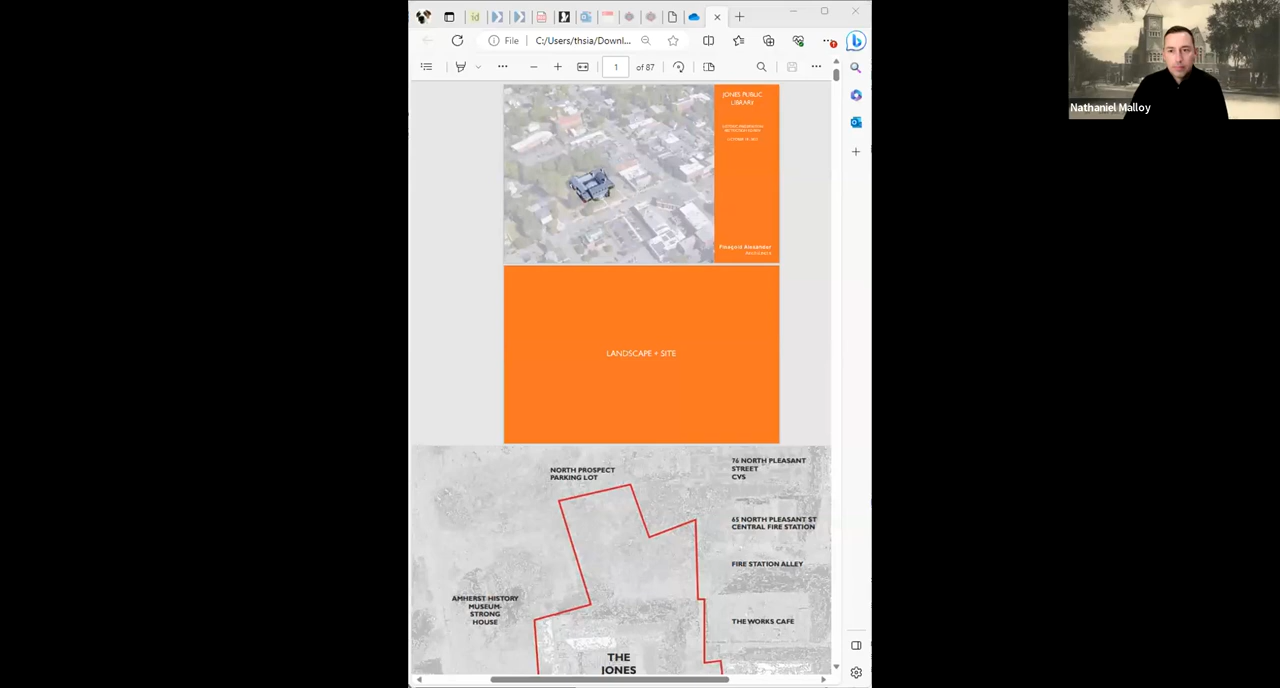 File
C:/Users/thsia/Downl...
1
of 87
JONES PUBLIC
LIBRARY
Finegold Alexander
LANDSCAPE + SITE
NORTH PROSPECT
PARKING LOT
76 NORTH PLEASANT
STREET
CVS
65 NORTH PLEASANT ST
CENTRAL FIRE STATION
FIRE STATION ALLEY
AMHERST HISTORY
MUSEUM-
STRONG
HOUSE
THE WORKS CAFE
THE
JONES
Nathaniel Malloy